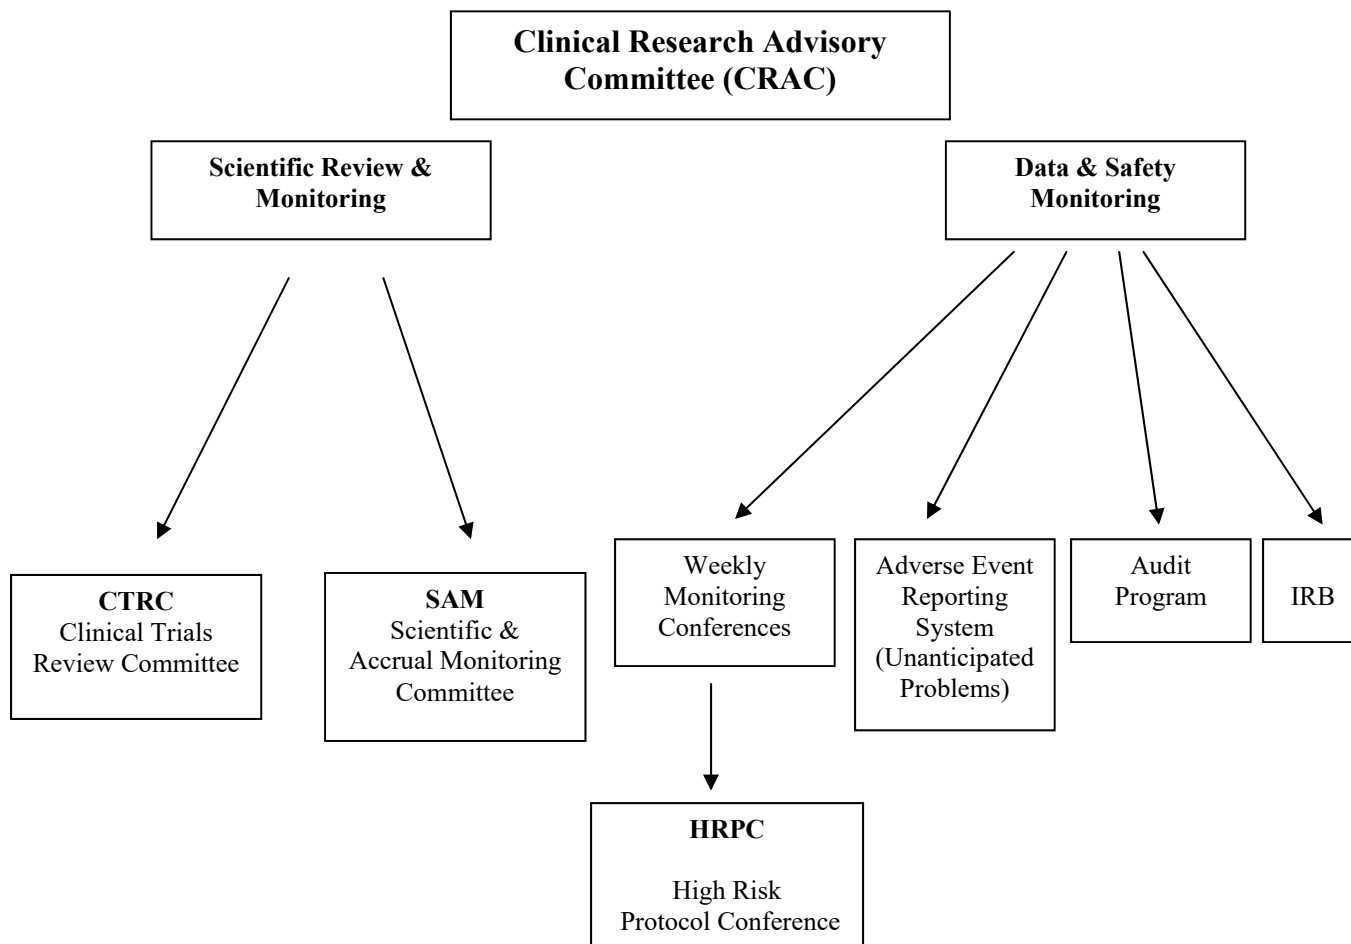 Clinical Research Advisory
Committee (CRAC)
Scientific Review &
Monitoring
Data & Safety
Monitoring
CTRC
Clinical Trials
Review Committee
SAM
Scientific &
Accrual Monitoring
Committee
Weekly
Monitoring
Conferences
Adverse Event
Reporting
System
(Unanticipated
Problems)
Audit
Program
IRB
HRPC
High Risk
Protocol Conference